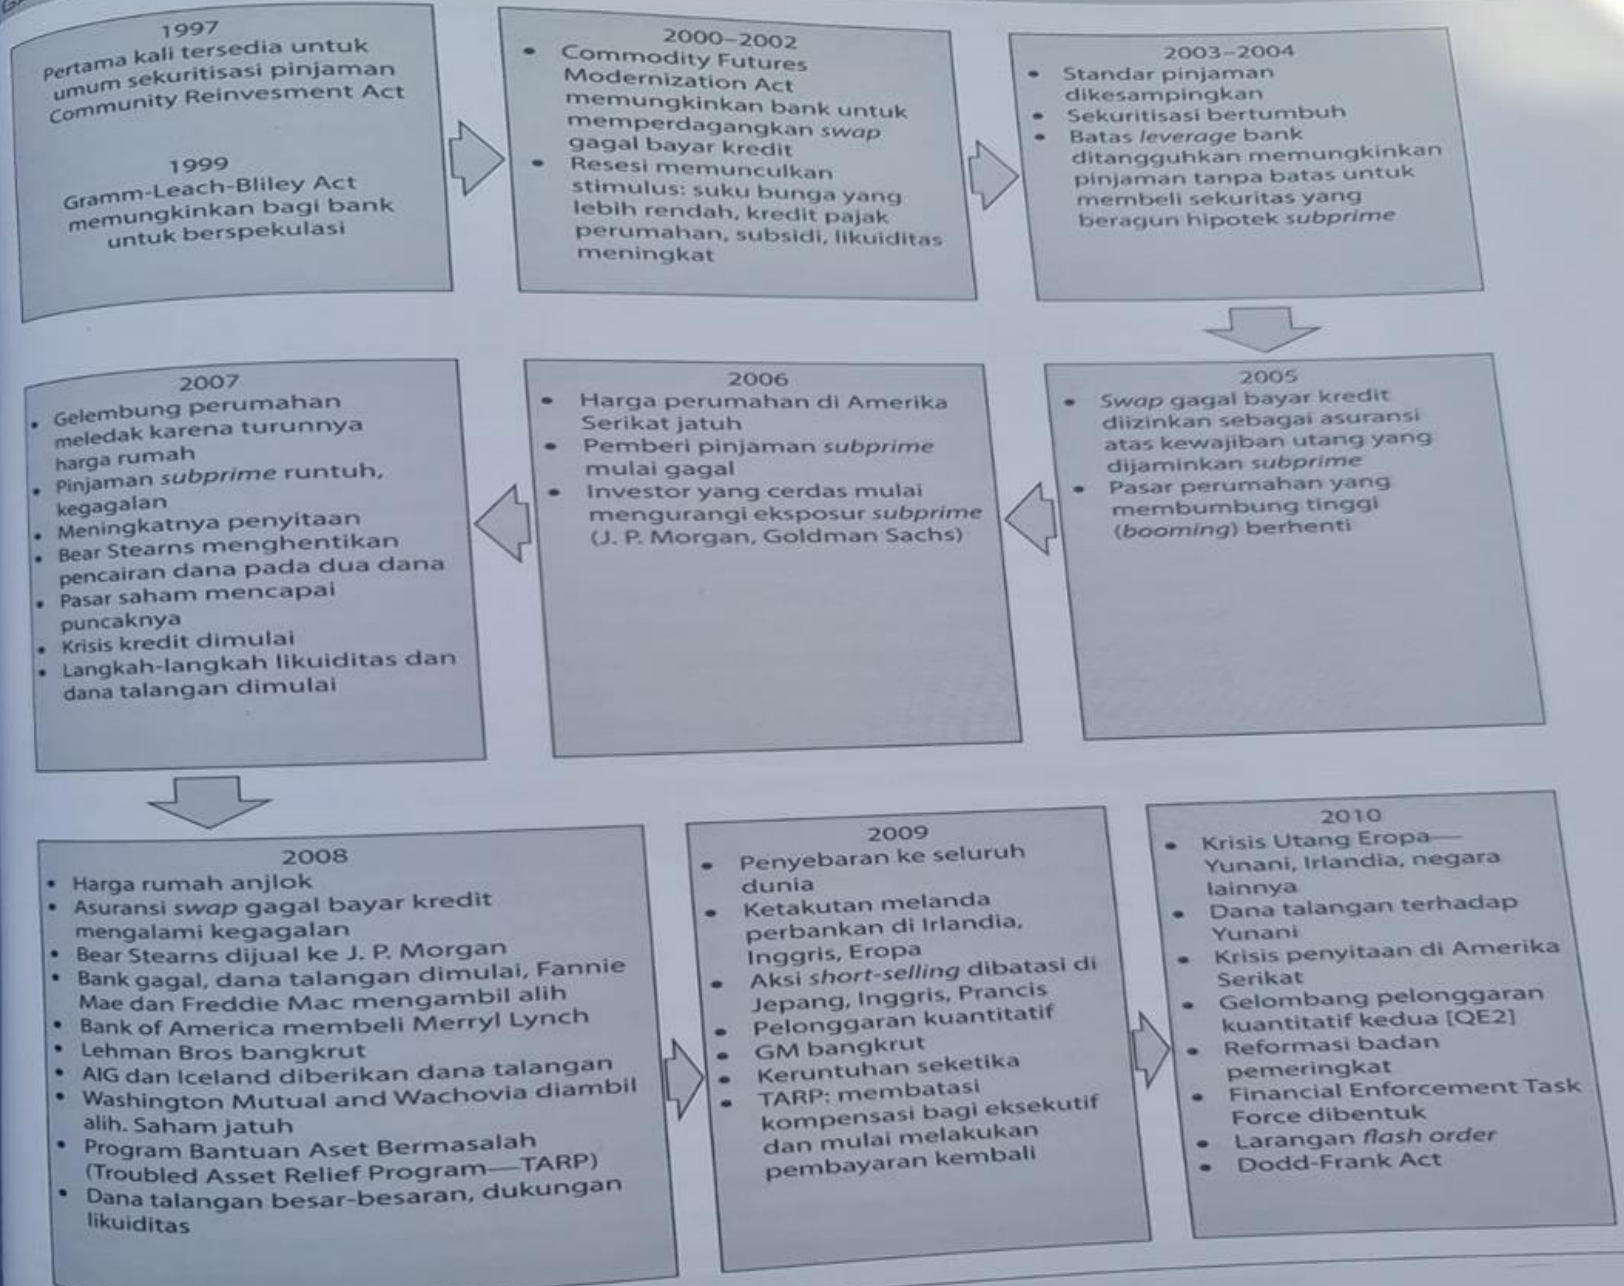 1997
Pertama kali tersedia untuk
umum sekuritisasi pinjaman
Community Reinvesment Act
1999
Gramm-Leach-Bliley Act
memungkinkan bagi bank
untuk berspekulasi
2000–2002
• Commodity Futures
Modernization Act
memungkinkan bank untuk
memperdagangkan swap
gagal bayar kredit
• Resesi memunculkan
stimulus: suku bunga yang
lebih rendah, kredit pajak
perumahan, subsidi, likuiditas
meningkat
2003–2004
• Standar pinjaman
dikesampingkan
• Sekuritisasi bertumbuh
• Batas leverage bank
ditangguhkan memungkinkan
pinjaman tanpa batas untuk
membeli sekuritas yang
beragun hipotek subprime
2005
• Swap gagal bayar kredit
diizinkan sebagai asuransi
atas kewajiban utang yang
dijaminkan subprime
• Pasar perumahan yang
membumbung tinggi
(booming) berhenti
2006
• Harga perumahan di Amerika
Serikat jatuh
• Pemberi pinjaman subprime
mulai gagal
• Investor yang cerdas mulai
mengurangi eksposur subprime
(J. P. Morgan, Goldman Sachs)
2007
• Gelembung perumahan
meledak karena turunnya
harga rumah
• Pinjaman subprime runtuh,
kegagalan
• Meningkatnya penyitaan
• Bear Stearns menghentikan
pencairan dana pada dua dana
• Pasar saham mencapai
puncaknya
• Krisis kredit dimulai
• Langkah-langkah likuiditas dan
dana talangan dimulai
2008
• Harga rumah anjlok
• Asuransi swap gagal bayar kredit
mengalami kegagalan
• Bear Stearns dijual ke J. P. Morgan
• Bank gagal, dana talangan dimulai, Fannie
Mae dan Freddie Mac mengambil alih
• Bank of America membeli Merryl Lynch
• Lehman Bros bangkrut
• AIG dan Iceland diberikan dana talangan
• Washington Mutual and Wachovia diambil
alih. Saham jatuh
• Program Bantuan Aset Bermasalah
(Troubled Asset Relief Program—TARP)
• Dana talangan besar-besaran, dukungan
likuiditas
2009
• Penyebaran ke seluruh
dunia
• Ketakutan melanda
perbankan di Irlandia,
Inggris, Eropa
• Aksi short-selling dibatasi di
Jepang, Inggris, Prancis
• Pelonggaran kuantitatif
• GM bangkrut
• Keruntuhan seketika
• TARP: membatasi
kompensasi bagi eksekutif
dan mulai melakukan
pembayaran kembali
2010
• Krisis Utang Eropa—
Yunani, Irlandia, negara
lainnya
• Dana talangan terhadap
Yunani
• Krisis penyitaan di Amerika
Serikat
• Gelombang pelonggaran
kuantitatif kedua [QE2]
• Reformasi badan
pemeringkat
• Financial Enforcement Task
Force dibentuk
• Larangan flash order
• Dodd-Frank Act